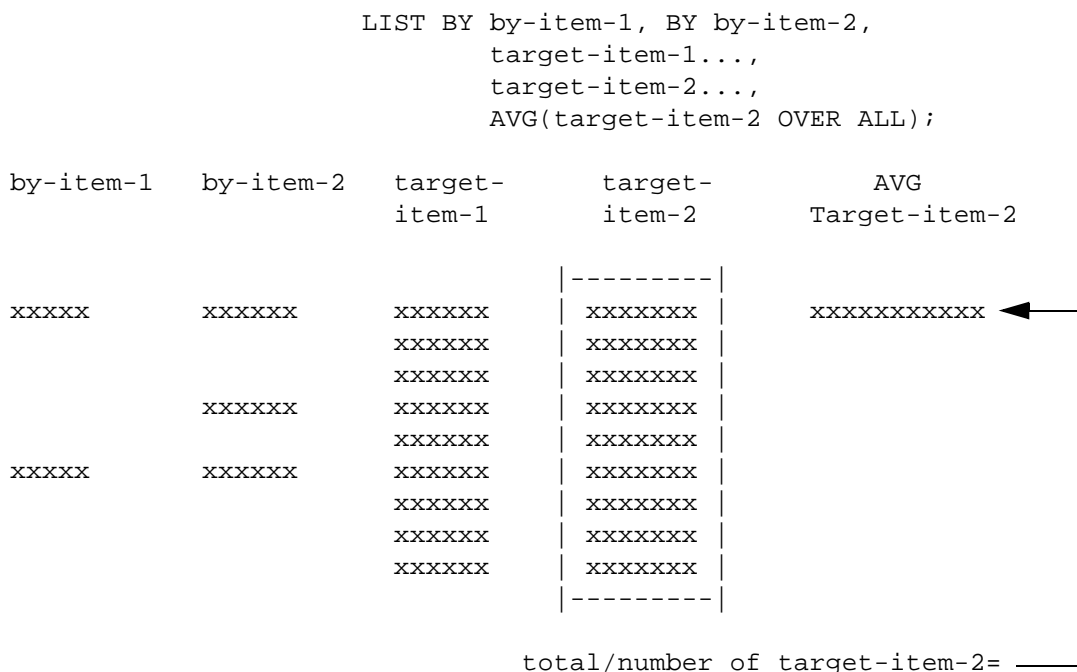 LIST BY by-item-1, BY by-item-2,
target-item-1...,
target-item-2...,
AVG(target-item-2 OVER ALL);
by-item-1 by-item-2 target- target- AVG
item-1 item-2 Target-item-2
|---------|
xxxxx xxxxxx xxxxxx | xxxxxxx | xxxxxxxxxxx
xxxxxx | xxxxxxx |
xxxxxx | xxxxxxx |
xxxxxx xxxxxx | xxxxxxx |
xxxxxx | xxxxxxx |
xxxxx xxxxxx xxxxxx | xxxxxxx |
xxxxxx | xxxxxxx |
xxxxxx | xxxxxxx |
xxxxxx | xxxxxxx |
|---------|
total/number of target-item-2=